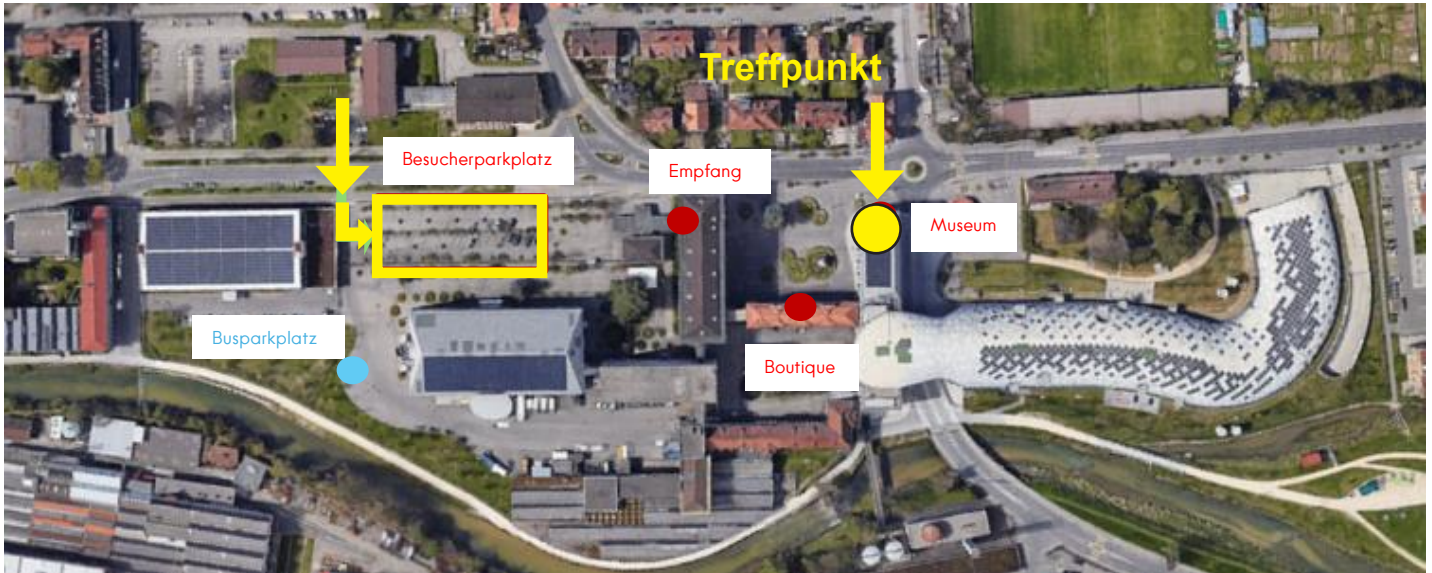 Treffpunkt
Besucherparkplatz
Empfang
Museum
Busparkplatz
Boutique